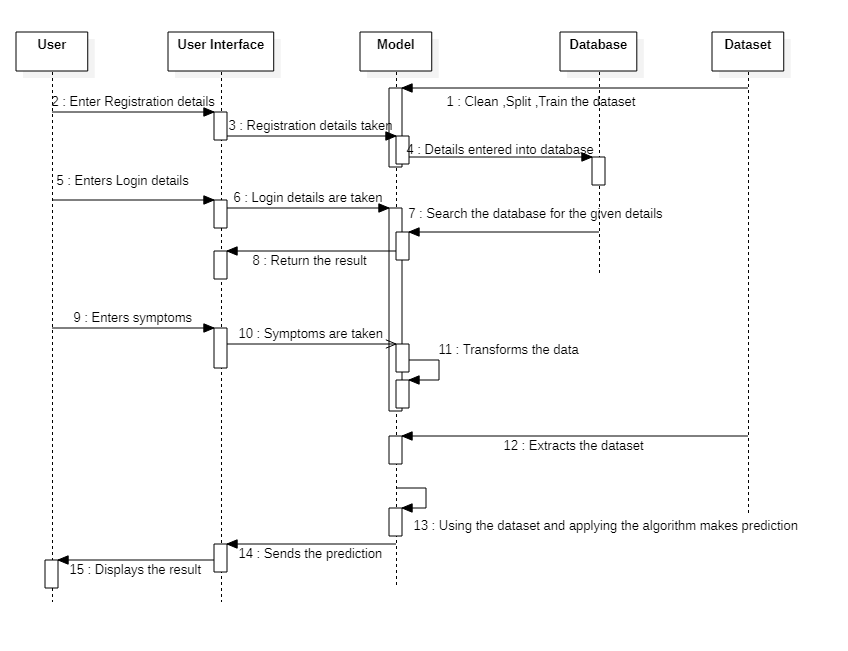 User
User Interface
Model
Database
Dataset
1 : Clean ,Split ,Train the dataset
2 : Enter Registration details
3 : Registration details taken
4 : Details entered into database
5 : Enters Login details
6 : Login details are taken
7 : Search the database for the given details
8 : Return the result
9 : Enters symptoms
10 : Symptoms are taken
11 : Transforms the data
12 : Extracts the dataset
13 : Using the dataset and applying the algorithm makes prediction
14 : Sends the prediction
15 : Displays the result